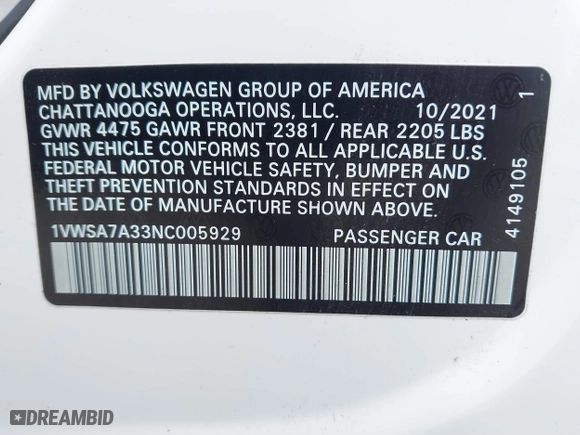 MFD BY VOLKSWAGEN GROUP OF AMERICA
CHATTANOOGA OPERATIONS, LLC. 10/2021
GVWR 4475 GAWR FRONT 2381 / REAR 2205 LBS
THIS VEHICLE CONFORMS TO ALL APPLICABLE U.S.
FEDERAL MOTOR VEHICLE SAFETY, BUMPER AND
THEFT PREVENTION STANDARDS IN EFFECT ON
THE DATE OF MANUFACTURE SHOWN ABOVE.
1VWSA7A33NC005929 PASSENGER CAR
4149105 1
DREAMBID